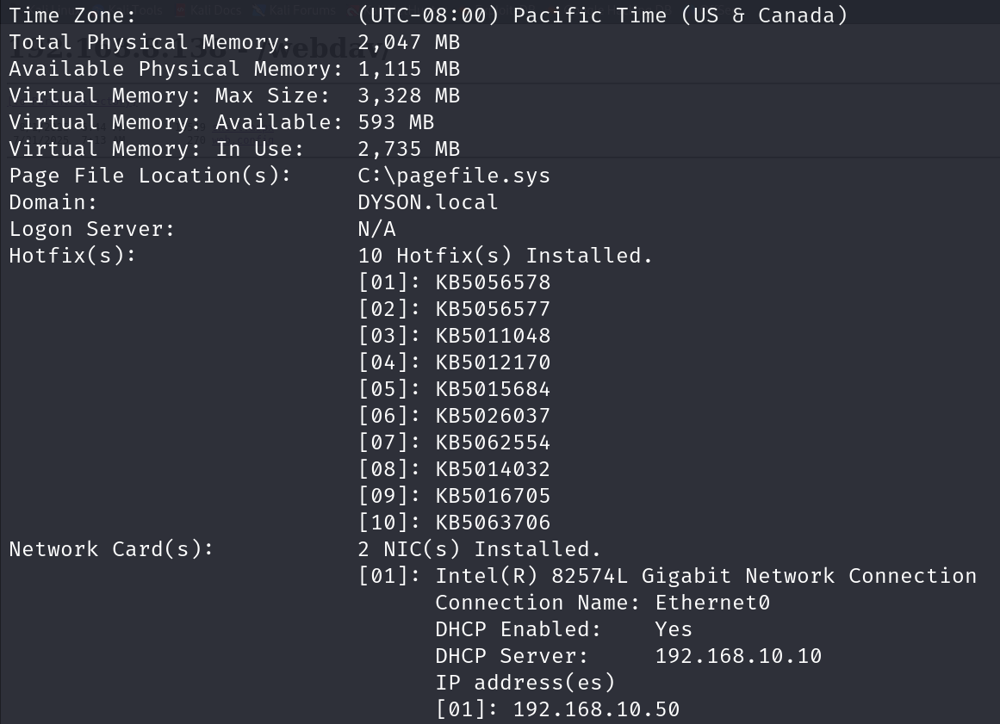 Time Zone: (UTC-08:00) Pacific Time (US & Canada)
Total Physical Memory: 2,047 MB
Available Physical Memory: 1,115 MB
Virtual Memory: Max Size: 3,328 MB
Virtual Memory: Available: 593 MB
Virtual Memory: In Use: 2,735 MB
Page File Location(s): C:\pagefile.sys
Domain: DYSON.local
Logon Server: N/A
Hotfix(s): 10 Hotfix(s) Installed.
[01]: KB5056578
[02]: KB5056577
[03]: KB5011048
[04]: KB5012170
[05]: KB5015684
[06]: KB5026037
[07]: KB5062554
[08]: KB5014032
[09]: KB5016705
[10]: KB5063706
Network Card(s): 2 NIC(s) Installed.
[01]: Intel(R) 82574L Gigabit Network Connection
Connection Name: Ethernet0
DHCP Enabled: Yes
DHCP Server: 192.168.10.10
IP address(es)
[01]: 192.168.10.50